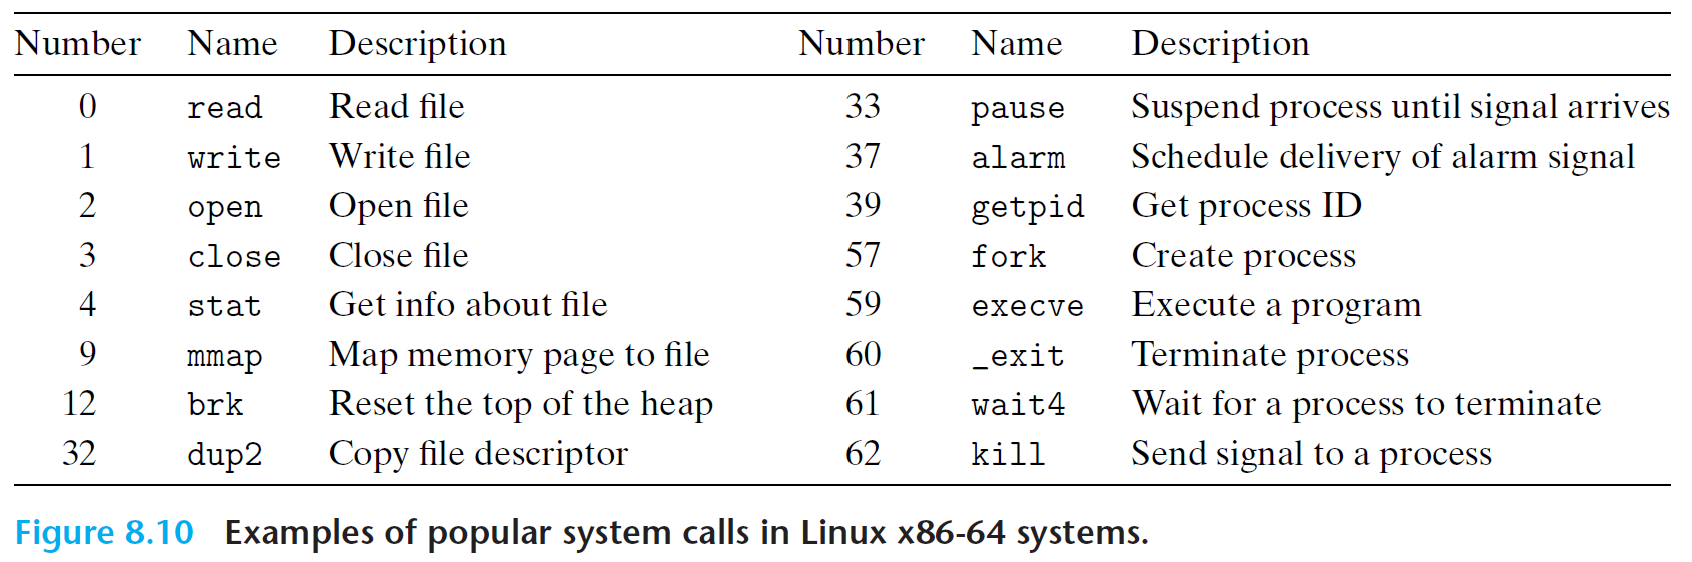 Number Name Description Number Name Description
0 read Read file 33 pause Suspend process until signal arrives
1 write Write file 37 alarm Schedule delivery of alarm signal
2 open Open file 39 getpid Get process ID
3 close Close file 57 fork Create process
4 stat Get info about file 59 execve Execute a program
9 mmap Map memory page to file 60 _exit Terminate process
12 brk Reset the top of the heap 61 wait4 Wait for a process to terminate
32 dup2 Copy file descriptor 62 kill Send signal to a process
Figure 8.10 Examples of popular system calls in Linux x86-64 systems.